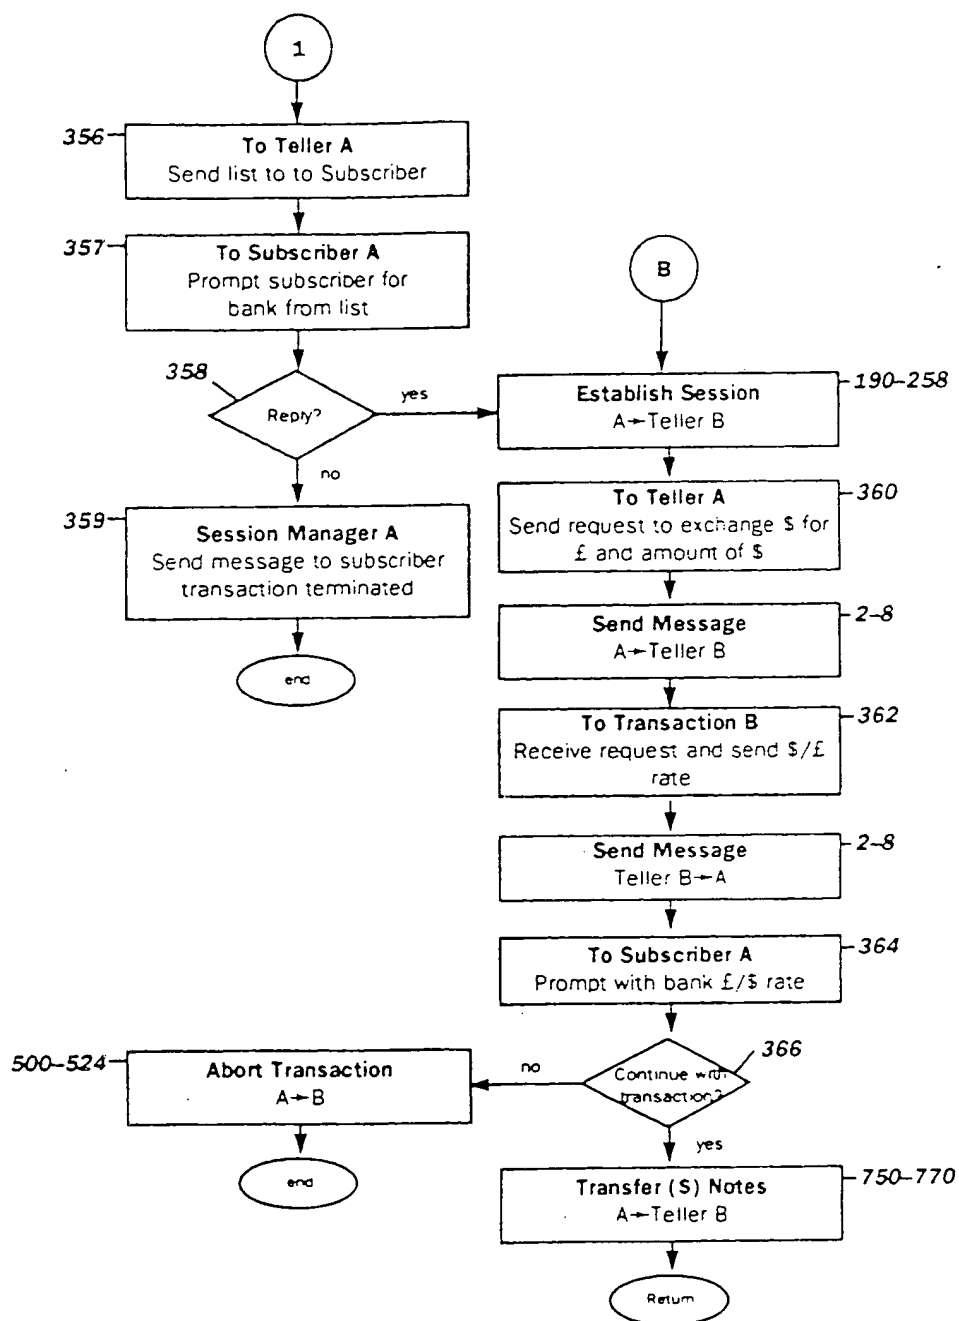 1
356
To Teller A
Send list to to Subscriber
357
To Subscriber A
Prompt subscriber for
bank from list
358
Reply?
yes
no
359
Session Manager A
Send message to subscriber
transaction terminated
end
B
Establish Session
A→Teller B
190-258
To Teller A
Send request to exchange $ for
£ and amount of $
360
Send Message
A→Teller B
2-8
To Transaction B
Receive request and send $/£
rate
362
Send Message
Teller B→A
2-8
To Subscriber A
Prompt with bank £/$ rate
364
Continue with
transaction?
366
no
500-524
Abort Transaction
A→B
end
yes
Transfer ($) Notes
A→Teller B
750-770
Return